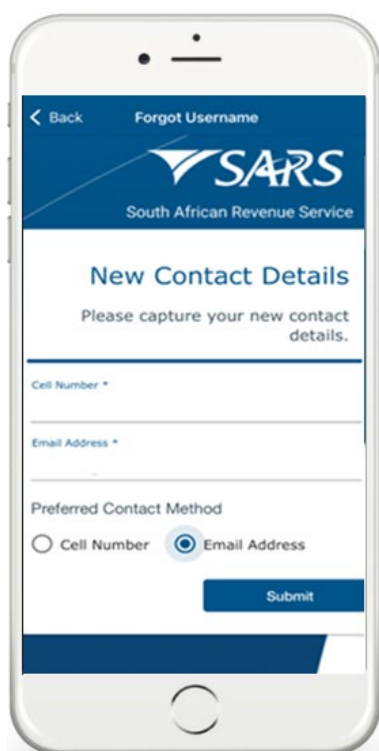 Back Forgot Username
SARS
South African Revenue Service
New Contact Details
Please capture your new contact
details.
Cell Number *
Email Address *
Preferred Contact Method
Cell Number Email Address
Submit